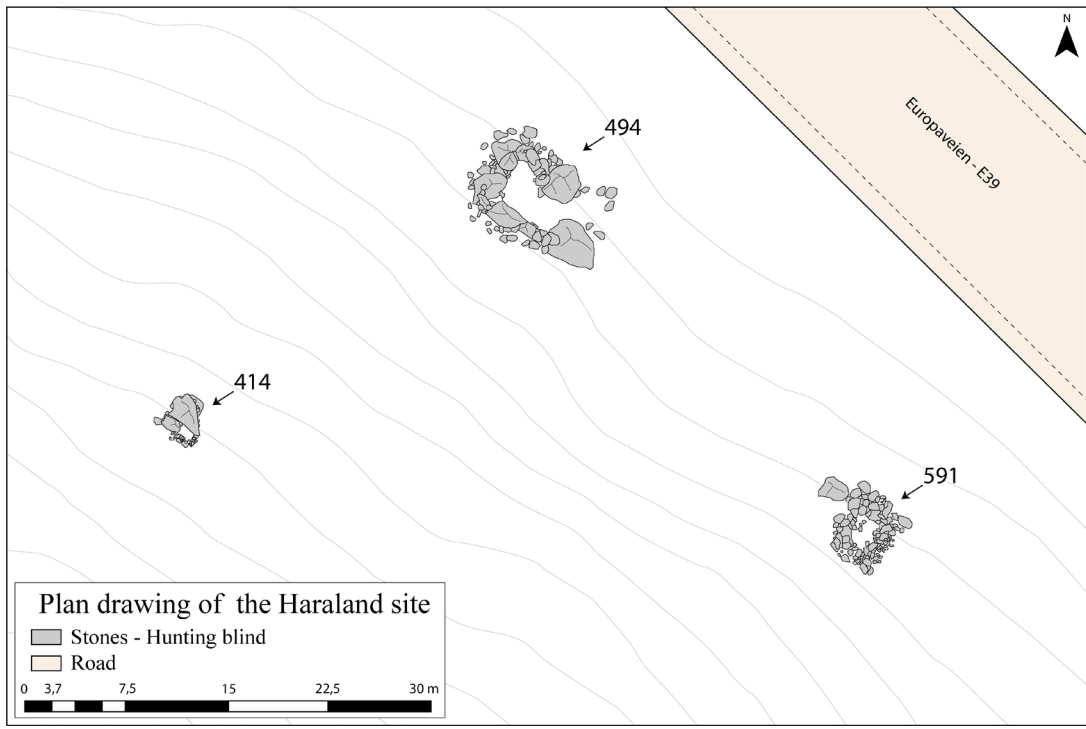 N
Europaveien - E39
494
414
591
Plan drawing of the Haraland site
Stones - Hunting blind
Road
0 3,7 7,5 15 22,5 30 m